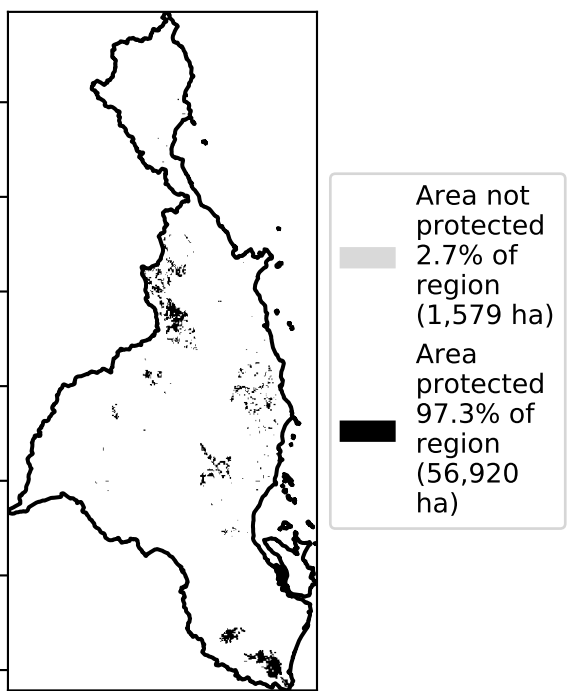 Area not
protected
2.7% of
region
(1,579 ha)
Area
protected
97.3% of
region
(56,920
ha)